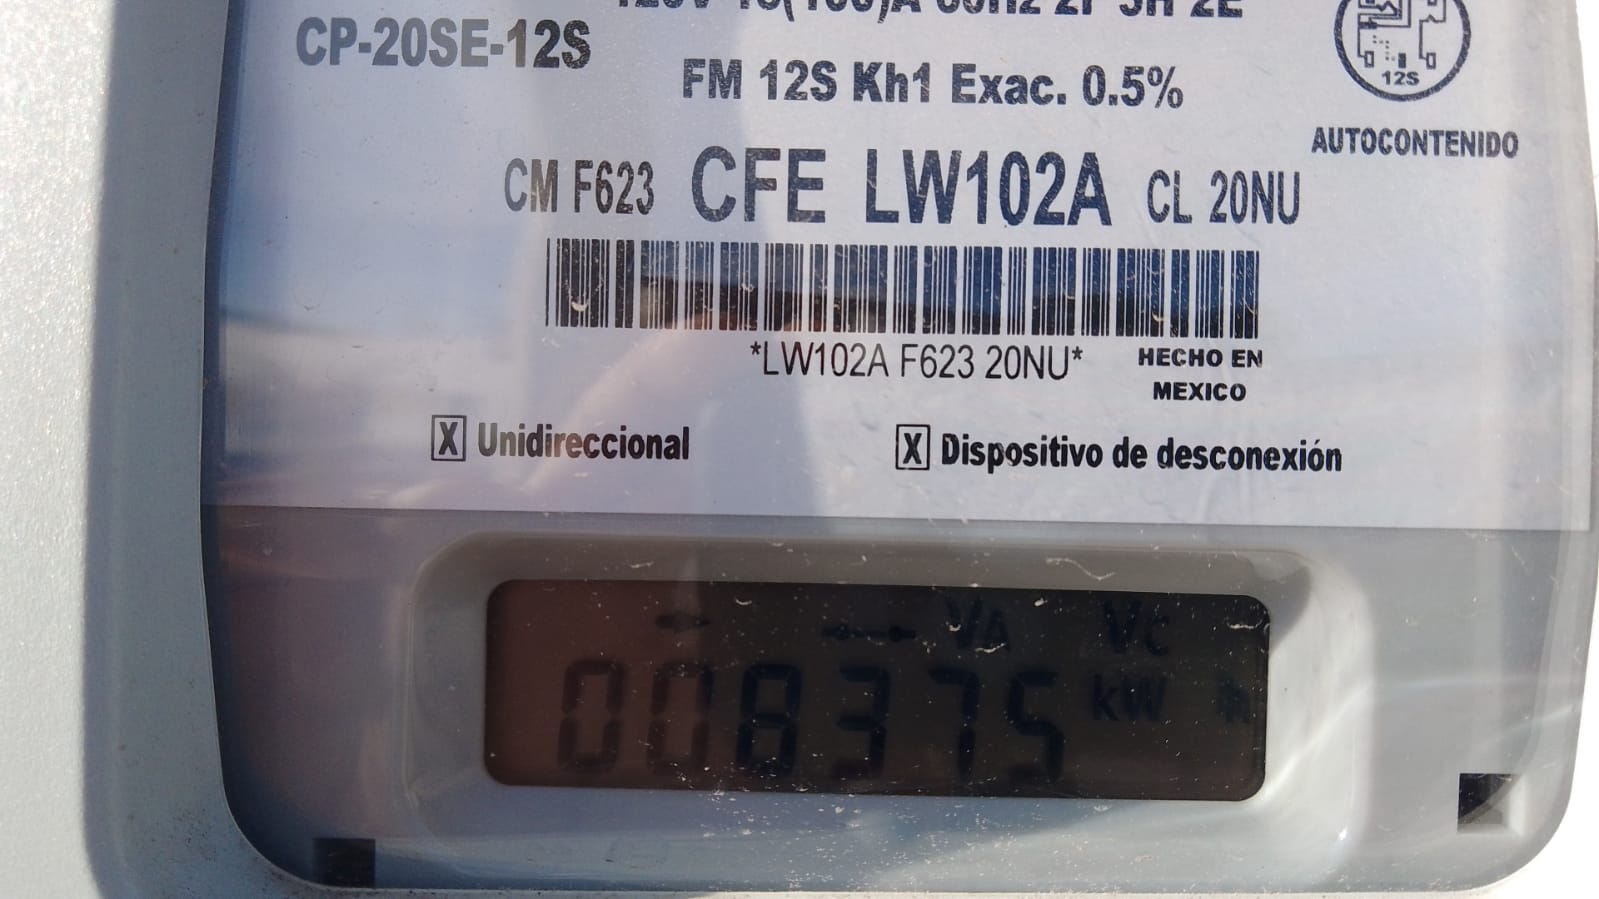 CP-20SE-12S
FM 12S Kh1 Exac. 0.5%
12S
AUTOCONTENIDO
CM F623 CFE LW102A CL 20NU
*LW102A F623 20NU*
HECHO EN
MEXICO
X Unidireccional
X Dispositivo de desconexión
VA VC
008375 kW h